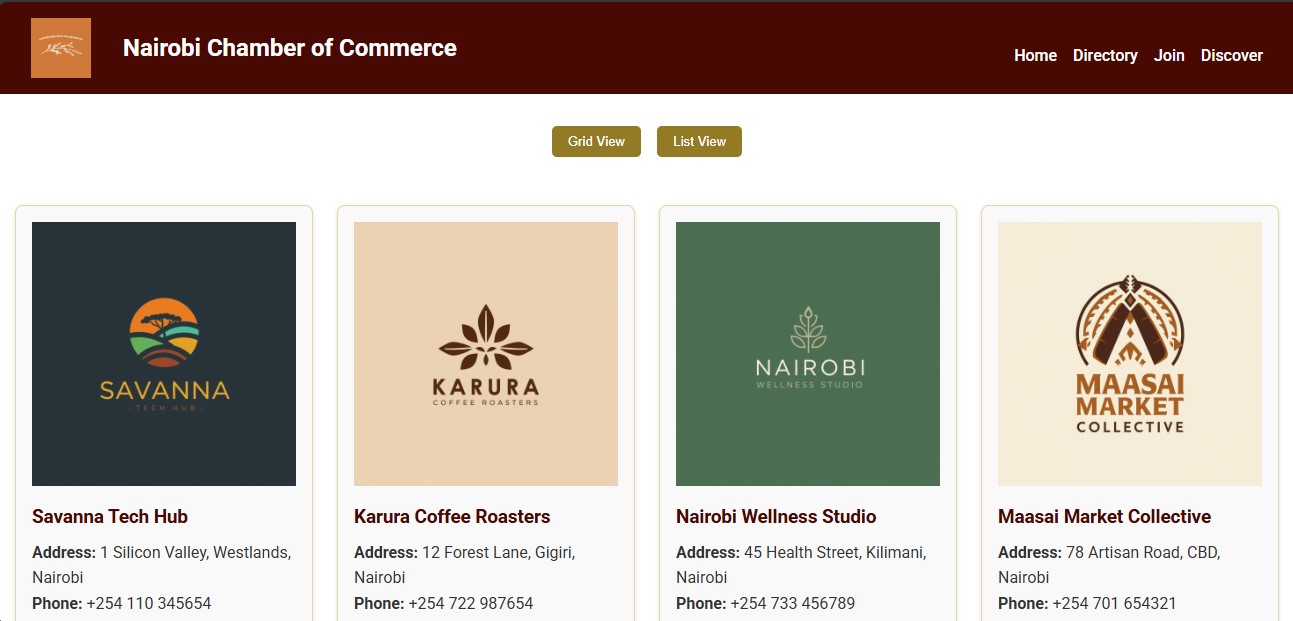 Nairobi Chamber of Commerce
Home Directory Join Discover
Grid View List View
SAVANNA
- TECH HUB -
KARURA
COFFEE ROASTERS
NAIROBI
WELLNESS STUDIO
MAASAI
MARKET
COLLECTIVE
Savanna Tech Hub
Address: 1 Silicon Valley, Westlands,
Nairobi
Phone: +254 110 345654
Karura Coffee Roasters
Address: 12 Forest Lane, Gigiri,
Nairobi
Phone: +254 722 987654
Nairobi Wellness Studio
Address: 45 Health Street, Kilimani,
Nairobi
Phone: +254 733 456789
Maasai Market Collective
Address: 78 Artisan Road, CBD,
Nairobi
Phone: +254 701 654321